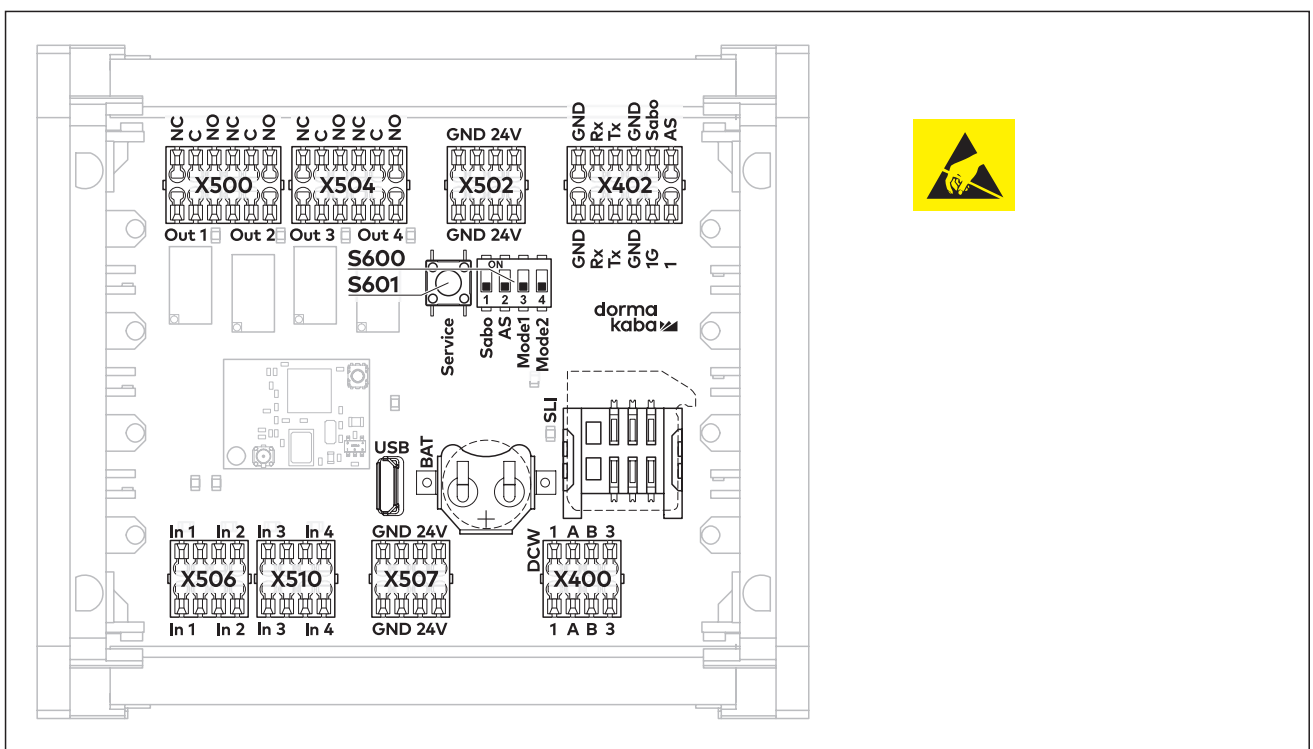 NC C NO NC C NO
NC C NO NC C NO
GND 24V
GND Rx Tx GND Sabo AS
X500
X504
X502
X402
Out 1 Out 2 Out 3 Out 4
GND 24V
GND Rx Tx GND 1G 1
S600
S601
ON
1 2 3 4
Service
Sabo
AS
Mode1
Mode2
dorma
kaba
SLI
USB
BAT
+
In 1 In 2 In 3 In 4
GND 24V
DCW
1 A B 3
X506
X510
X507
X400
In 1 In 2 In 3 In 4
GND 24V
1 A B 3